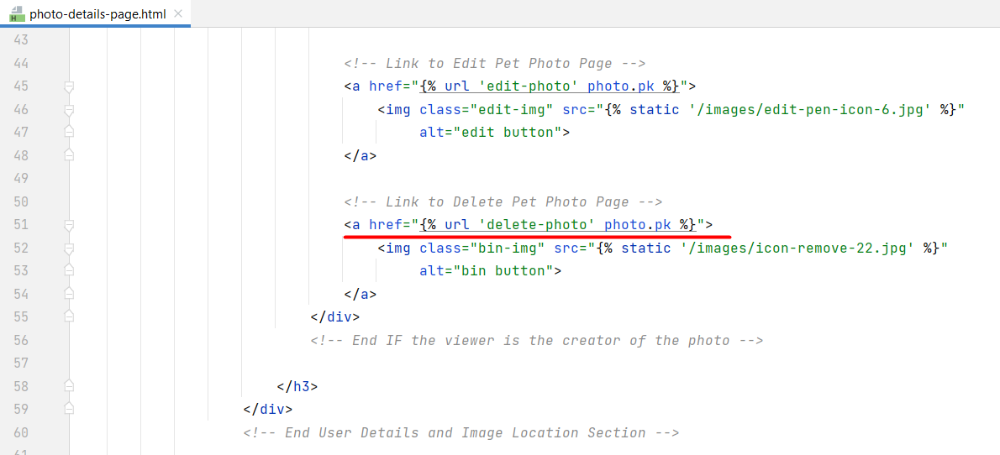 photo-details-page.html
43
44 <!-- Link to Edit Pet Photo Page -->
45 <a href="{% url 'edit-photo' photo.pk %}">
46 <img class="edit-img" src="{% static '/images/edit-pen-icon-6.jpg' %}"
47 alt="edit button">
48 </a>
49
50 <!-- Link to Delete Pet Photo Page -->
51 <a href="{% url 'delete-photo' photo.pk %}">
52 <img class="bin-img" src="{% static '/images/icon-remove-22.jpg' %}"
53 alt="bin button">
54 </a>
55 </div>
56 <!-- End IF the viewer is the creator of the photo -->
57
58 </h3>
59 </div>
60 <!-- End User Details and Image Location Section -->